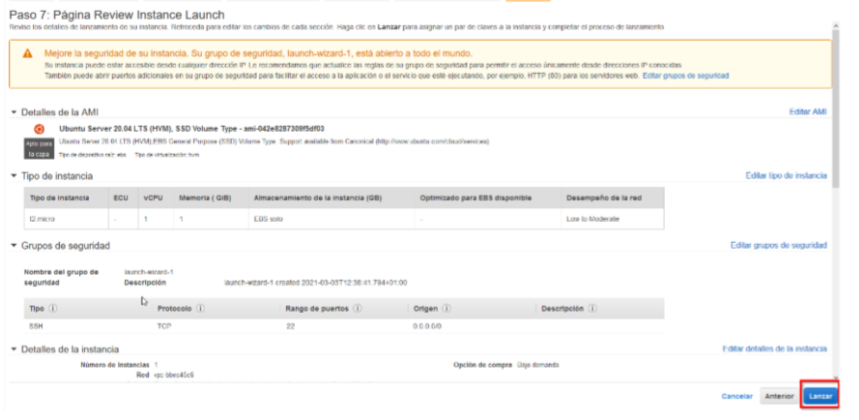 Paso 7: Página Review Instance Launch
Revise los detalles de lanzamiento de su instancia. Retroceda para editar los cambios de cada sección. Haga clic en Lanzar para asignar un par de claves a la instancia y completar el proceso de lanzamiento.
Mejore la seguridad de su instancia. Su grupo de seguridad, launch-wizard-1, está abierto a todo el mundo.
Su instancia puede estar accesible desde cualquier dirección IP. Le recomendamos que actualice las reglas de su grupo de seguridad para permitir el acceso únicamente desde direcciones IP conocidas.
También puede abrir puertos adicionales en su grupo de seguridad para facilitar el acceso a la aplicación o el servicio que esté ejecutando, por ejemplo, HTTP (80) para los servidores web. Editar grupos de seguridad
Detalles de la AMI Editar AMI
Ubuntu Server 20.04 LTS (HVM), SSD Volume Type - ami-042e8287309f5df03
Apto para la capa
Ubuntu Server 20.04 LTS (HVM),EBS General Purpose (SSD) Volume Type. Support available from Canonical (http://www.ubuntu.com/cloud/services).
Tipo de dispositivo raíz: ebs Tipo de virtualización: hvm
Tipo de instancia Editar tipo de instancia
Tipo de instancia ECU vCPU Memoria ( GiB) Almacenamiento de la instancia (GB) Optimizado para EBS disponible Desempeño de la red
t2.micro - 1 1 EBS solo - Low to Moderate
Grupos de seguridad Editar grupos de seguridad
Nombre del grupo de seguridad launch-wizard-1
Descripción launch-wizard-1 created 2021-03-03T12:38:41.794+01:00
Tipo Protocolo Rango de puertos Origen Descripción
SSH TCP 22 0.0.0.0/0
Detalles de la instancia Editar detalles de la instancia
Número de instancias 1 Opción de compra Bajo demanda
Red
Cancelar Anterior Lanzar